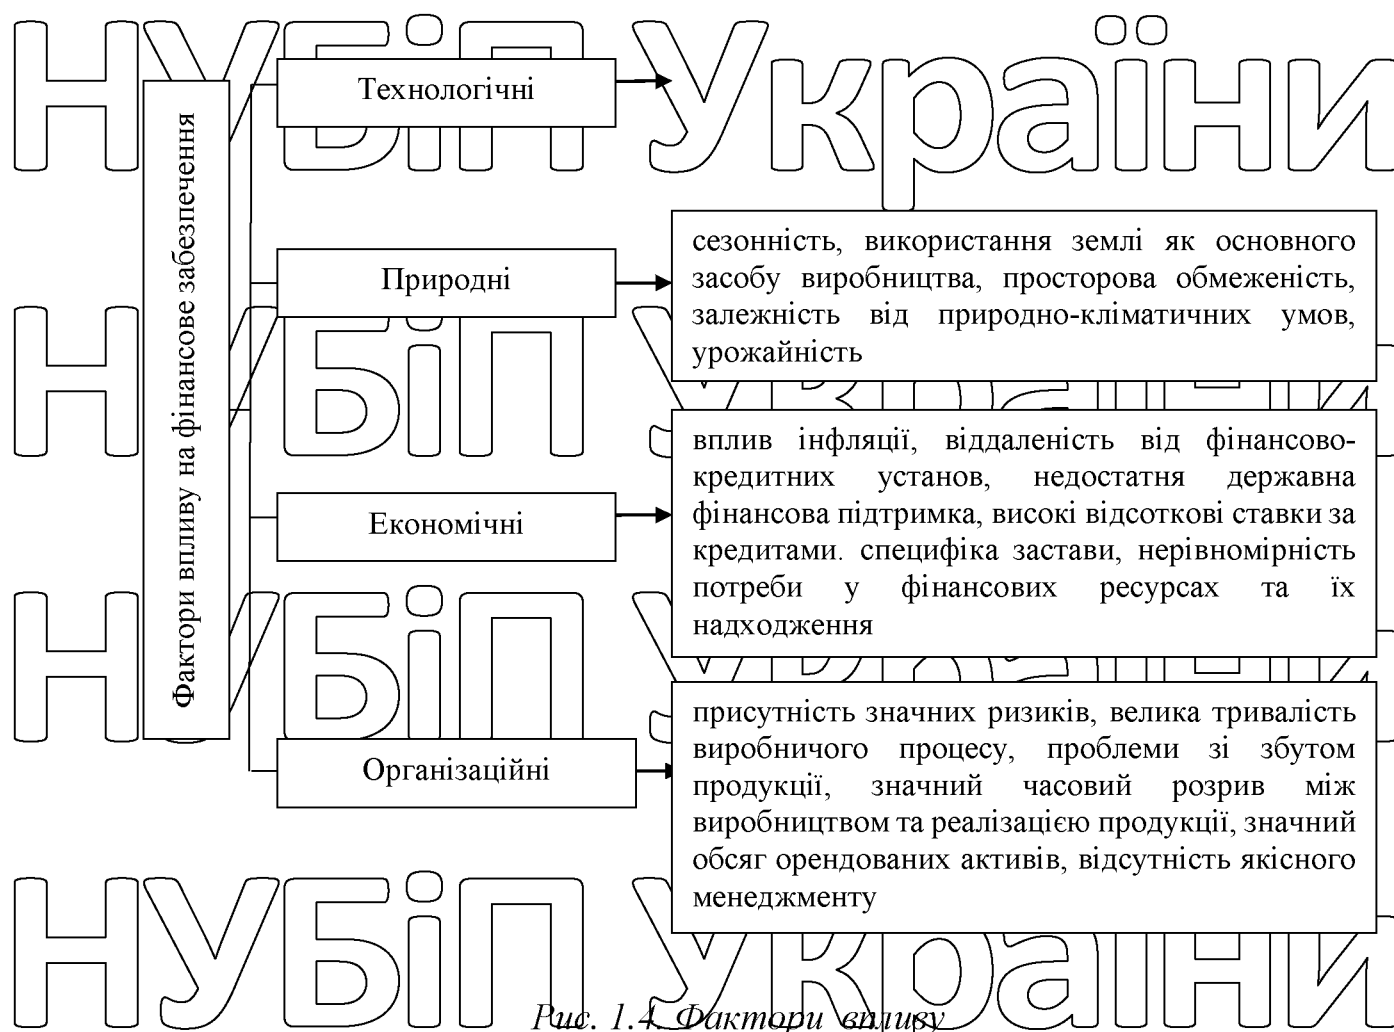 НУБіП України
Фактори впливу на фінансове забезпечення
Технологічні
Природні
сезонність, використання землі як основного
засобу виробництва, просторова обмеженість,
залежність від природно-кліматичних умов,
урожайність
НУБіП України
Економічні
вплив інфляції, віддаленість від фінансово-
кредитних установ, недостатня державна
фінансова підтримка, високі відсоткові ставки за
кредитами. специфіка застави, нерівномірність
потреби у фінансових ресурсах та їх
надходження
НУБіП України
Організаційні
присутність значних ризиків, велика тривалість
виробничого процесу, проблеми зі збутом
продукції, значний часовий розрив між
виробництвом та реалізацією продукції, значний
обсяг орендованих активів, відсутність якісного
менеджменту
НУБіП України
Рис. 1.4. Фактори впливу